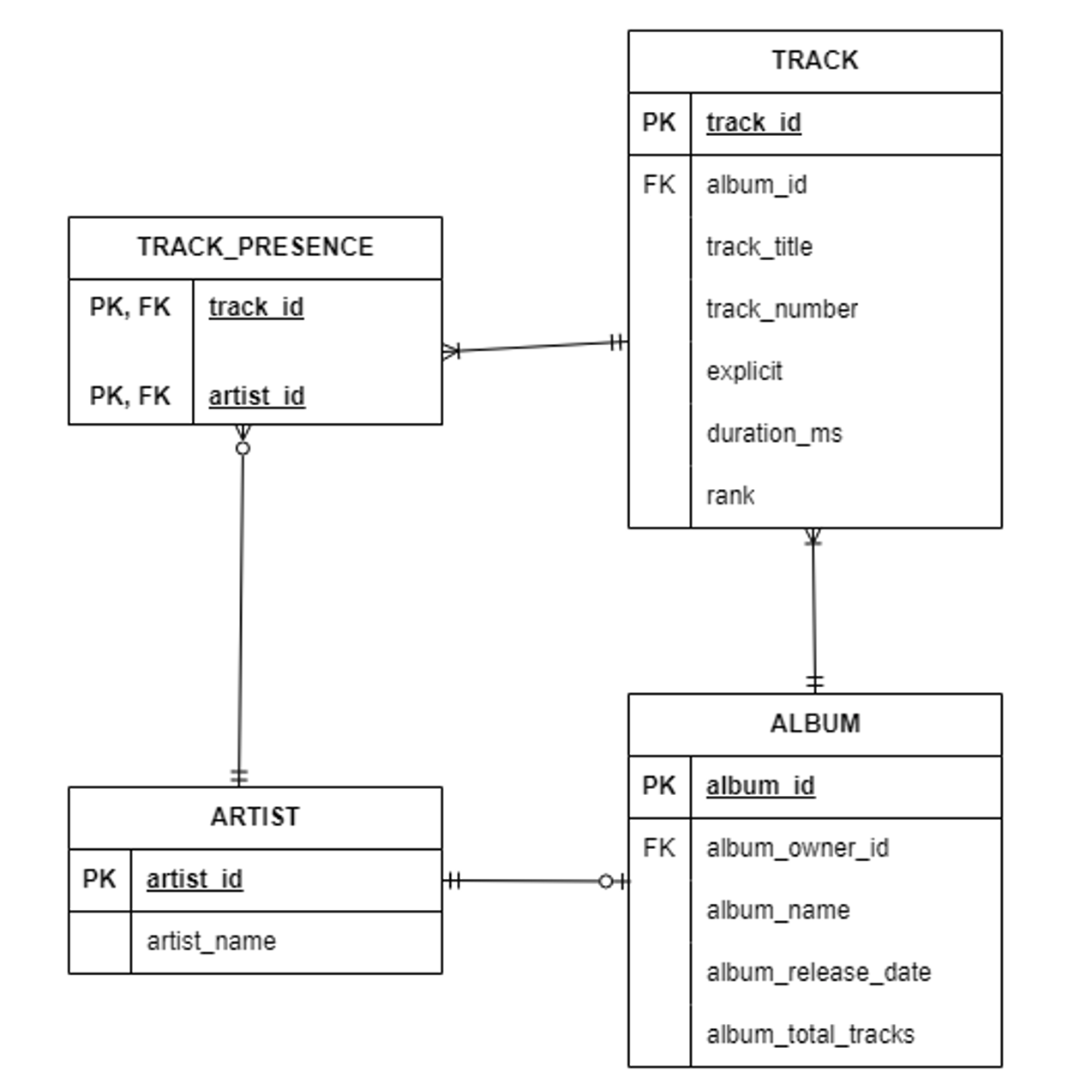 TRACK
PK track_id
FK album_id
track_title
track_number
explicit
duration_ms
rank
TRACK_PRESENCE
PK, FK track_id
PK, FK artist_id
ARTIST
PK artist_id
artist_name
ALBUM
PK album_id
FK album_owner_id
album_name
album_release_date
album_total_tracks